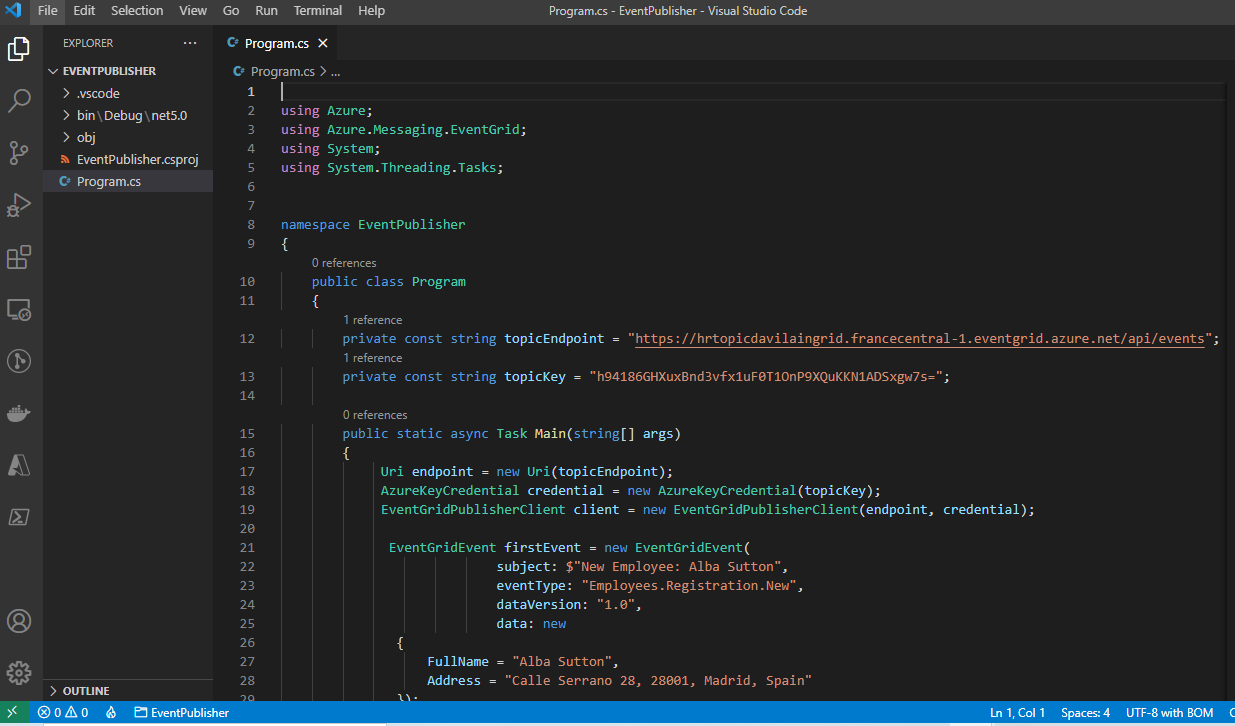 File Edit Selection View Go Run Terminal Help Program.cs - EventPublisher - Visual Studio Code
EXPLORER ...
Program.cs
EVENTPUBLISHER
.vscode
bin\Debug\net5.0
obj
EventPublisher.csproj
Program.cs
Program.cs > ...
1
2 using Azure;
3 using Azure.Messaging.EventGrid;
4 using System;
5 using System.Threading.Tasks;
6
7
8 namespace EventPublisher
9 {
0 references
10 public class Program
11 {
1 reference
12 private const string topicEndpoint = "https://hrtopicdavilaingrid.francecentral-1.eventgrid.azure.net/api/events";
1 reference
13 private const string topicKey = "h94186GHXuxBnd3vfx1uF0T1OnP9XQuKKN1ADSxgw7s=";
14
0 references
15 public static async Task Main(string[] args)
16 {
17 Uri endpoint = new Uri(topicEndpoint);
18 AzureKeyCredential credential = new AzureKeyCredential(topicKey);
19 EventGridPublisherClient client = new EventGridPublisherClient(endpoint, credential);
20
21 EventGridEvent firstEvent = new EventGridEvent(
22 subject: $"New Employee: Alba Sutton",
23 eventType: "Employees.Registration.New",
24 dataVersion: "1.0",
25 data: new
26 {
27 FullName = "Alba Sutton",
28 Address = "Calle Serrano 28, 28001, Madrid, Spain"
29 });
OUTLINE
0 0 EventPublisher Ln 1, Col 1 Spaces: 4 UTF-8 with BOM